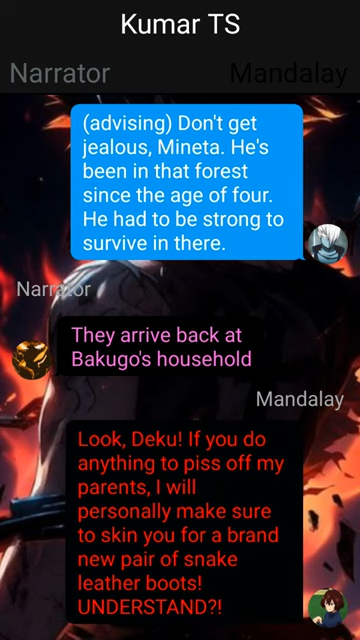 Kumar TS
Narrator
Mandalay
(advising) Don't get
jealous, Mineta. He's
been in that forest
since the age of four.
He had to be strong to
survive in there.
Narrator
They arrive back at
Bakugo's household
Mandalay
Look, Deku! If you do
anything to piss off my
parents, I will
personally make sure
to skin you for a brand
new pair of snake
leather boots!
UNDERSTAND?!